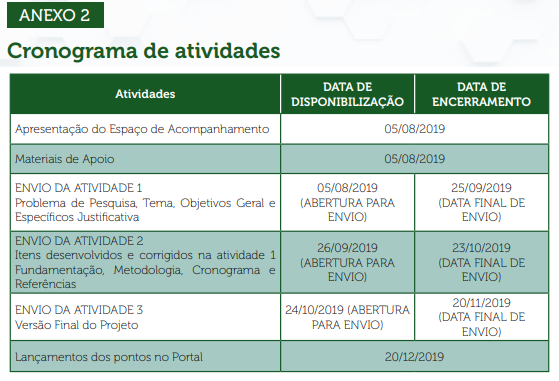 ANEXO 2
Cronograma de atividades
Atividades
DATA DE
DISPONIBILIZAÇÃO
DATA DE
ENCERRAMENTO
Apresentação do Espaço de Acompanhamento
05/08/2019
Materiais de Apoio
05/08/2019
ENVIO DA ATIVIDADE 1
Problema de Pesquisa, Tema, Objetivos Geral e
Específicos Justificativa
05/08/2019
(ABERTURA PARA
ENVIO)
25/09/2019
(DATA FINAL DE
ENVIO)
ENVIO DA ATIVIDADE 2
Itens desenvolvidos e corrigidos na atividade 1
Fundamentação, Metodologia, Cronograma e
Referências
26/09/2019
(ABERTURA PARA
ENVIO)
23/10/2019
(DATA FINAL DE
ENVIO)
ENVIO DA ATIVIDADE 3
Versão Final do Projeto
24/10/2019 (ABERTURA
PARA ENVIO)
20/11/2019
(DATA FINAL DE
ENVIO)
Lançamentos dos pontos no Portal
20/12/2019